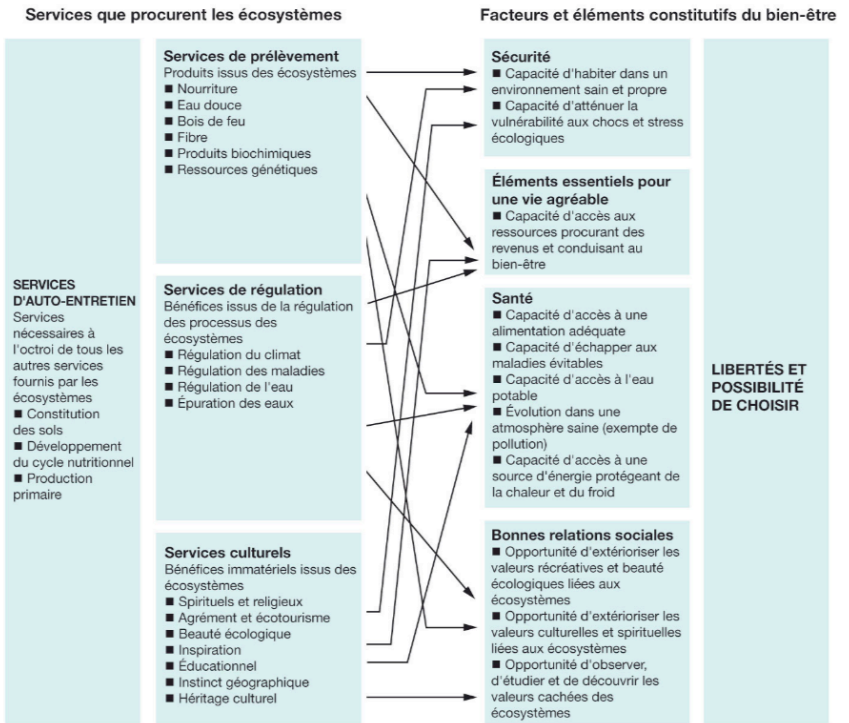 Services que procurent les écosystèmes
Facteurs et éléments constitutifs du bien-être
SERVICES
D'AUTO-ENTRETIEN
Services
nécessaires à
l'octroi de tous les
autres services
fournis par les
écosystèmes
■ Constitution
des sols
■ Développement
du cycle nutritionnel
■ Production
primaire
Services de prélèvement
Produits issus des écosystèmes
■ Nourriture
■ Eau douce
■ Bois de feu
■ Fibre
■ Produits biochimiques
■ Ressources génétiques
Services de régulation
Bénéfices issus de la régulation
des processus des
écosystèmes
■ Régulation du climat
■ Régulation des maladies
■ Régulation de l'eau
■ Épuration des eaux
Services culturels
Bénéfices immatériels issus des
écosystèmes
■ Spirituels et religieux
■ Agrément et écotourisme
■ Beauté écologique
■ Inspiration
■ Éducationnel
■ Instinct géographique
■ Héritage culturel
Sécurité
■ Capacité d'habiter dans un
environnement sain et propre
■ Capacité d'atténuer la
vulnérabilité aux chocs et stress
écologiques
Éléments essentiels pour
une vie agréable
■ Capacité d'accès aux
ressources procurant des
revenus et conduisant au
bien-être
Santé
■ Capacité d'accès à une
alimentation adéquate
■ Capacité d'échapper aux
maladies évitables
■ Capacité d'accès à l'eau
potable
■ Évolution dans une
atmosphère saine (exempte de
pollution)
■ Capacité d'accès à une
source d'énergie protégeant de
la chaleur et du froid
Bonnes relations sociales
■ Opportunité d'extérioriser les
valeurs récréatives et beauté
écologiques liées aux
écosystèmes
■ Opportunité d'extérioriser les
valeurs culturelles et spirituelles
liées aux écosystèmes
■ Opportunité d'observer,
d'étudier et de découvrir les
valeurs cachées des
écosystèmes
LIBERTÉS ET
POSSIBILITÉ
DE CHOISIR